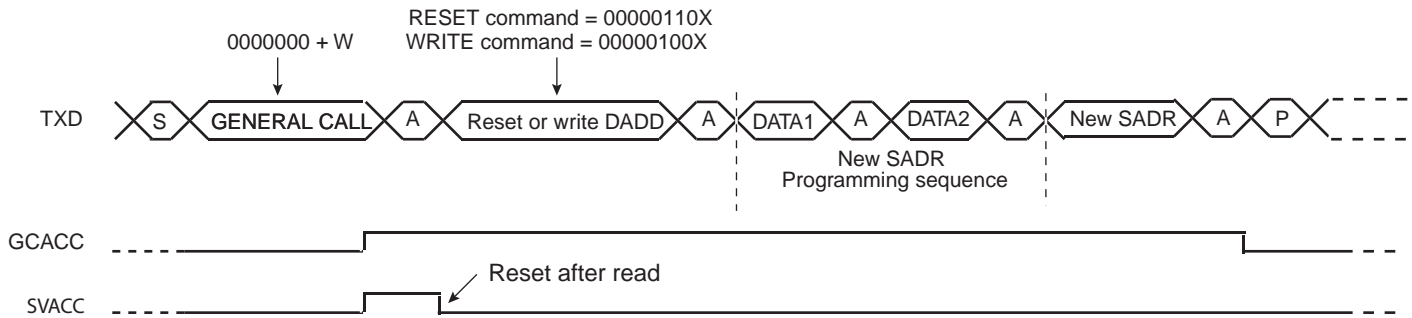 RESET command = 00000110X
0000000 + W
WRITE command = 00000100X
TXD
S
GENERAL CALL
A
Reset or write DADD
A
DATA1
A
DATA2
A
New SADR
A
P
New SADR
Programming sequence
GCACC
Reset after read
SVACC